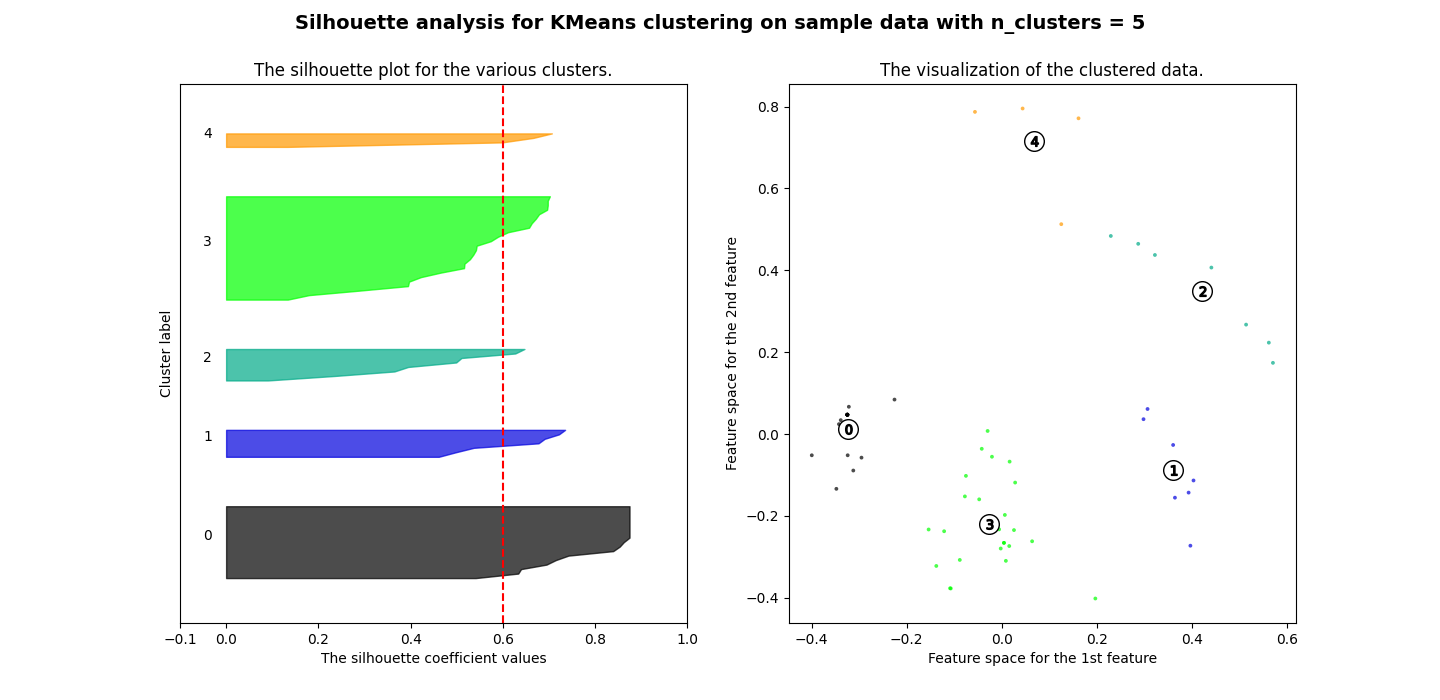 Silhouette analysis for KMeans clustering on sample data with n_clusters = 5
The silhouette plot for the various clusters.
4
3
2
1
0
Cluster label
−0.1 0.0 0.2 0.4 0.6 0.8 1.0
The silhouette coefficient values
The visualization of the clustered data.
0.8
0.6
0.4
0.2
0.0
−0.2
−0.4
Feature space for the 2nd feature
4
2
0
1
3
−0.4 −0.2 0.0 0.2 0.4 0.6
Feature space for the 1st feature